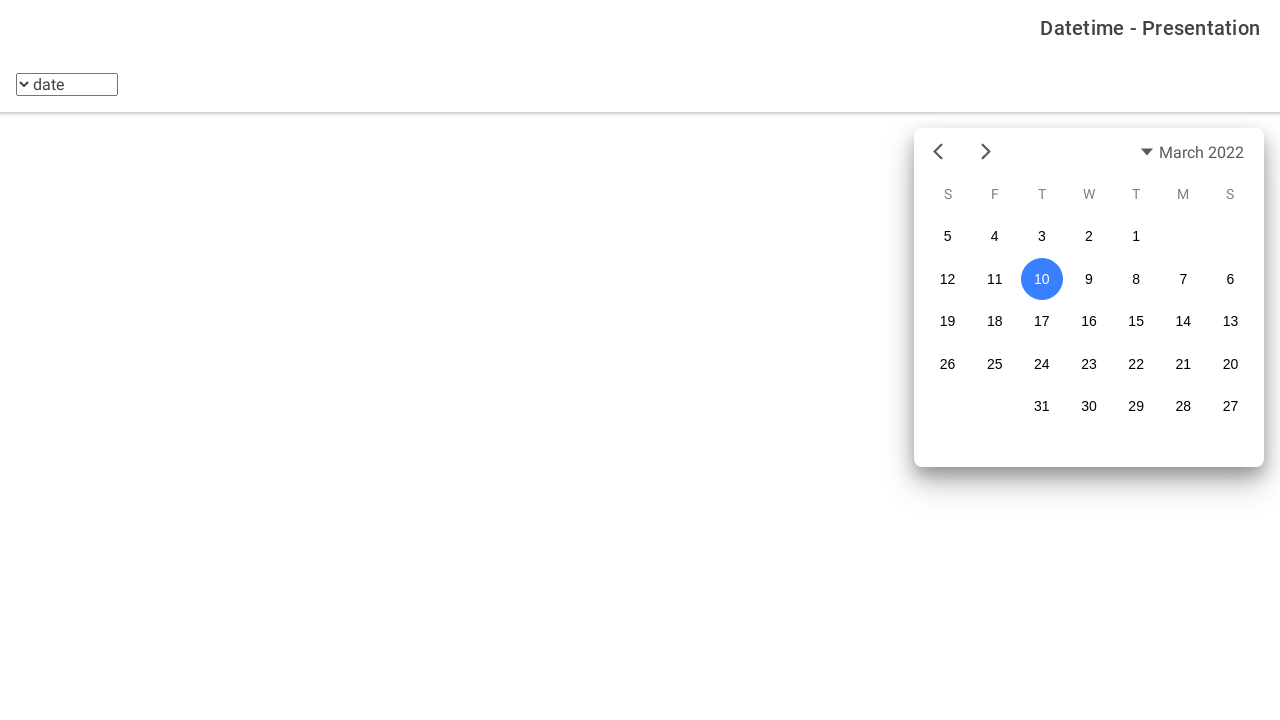 Datetime - Presentation
date
March 2022
S F T W T M S
5 4 3 2 1
12 11 10 9 8 7 6
19 18 17 16 15 14 13
26 25 24 23 22 21 20
31 30 29 28 27